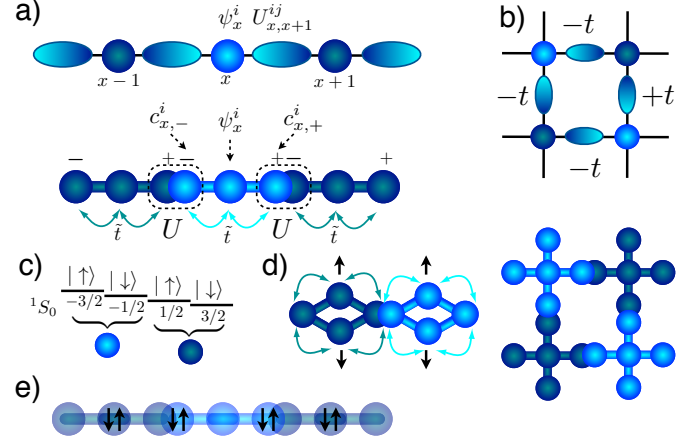 a)
ψ_x^i U_{x,x+1}^{ij}
x − 1
x
x + 1
c_{x,−}^i
ψ_x^i
c_{x,+}^i
− + − + − +
t̃ U t̃ U t̃
b)
−t
−t +t
−t
c)
|↑⟩ |↓⟩ |↑⟩ |↓⟩
¹S₀ −3/2 −1/2 1/2 3/2
d)
e)